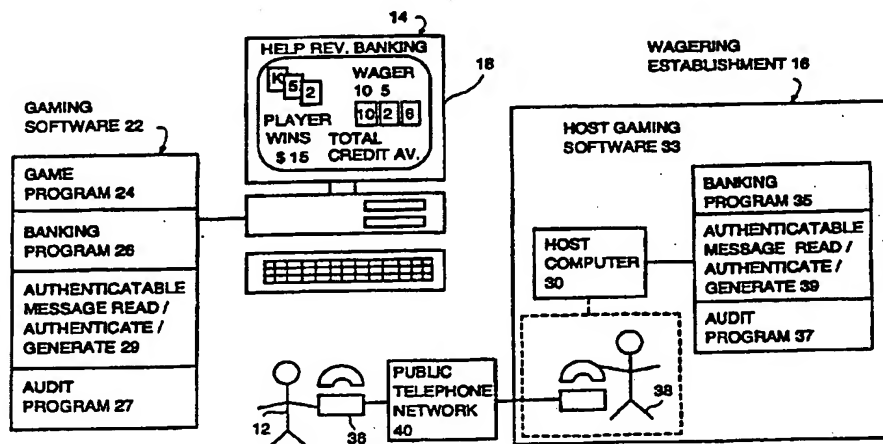 GAMING
SOFTWARE 22
GAME
PROGRAM 24
BANKING
PROGRAM 26
AUTHENTICATABLE
MESSAGE READ /
AUTHENTICATE /
GENERATE 29
AUDIT
PROGRAM 27
14
HELP REV. BANKING
K 5 2
WAGER
10 5
10 2 6
PLAYER
WINS
$ 15
TOTAL
CREDIT AV.
18
12
36
PUBLIC
TELEPHONE
NETWORK
40
WAGERING
ESTABLISHMENT 16
HOST GAMING
SOFTWARE 33
HOST
COMPUTER
30
BANKING
PROGRAM 35
AUTHENTICATABLE
MESSAGE READ /
AUTHENTICATE /
GENERATE 39
AUDIT
PROGRAM 37
38